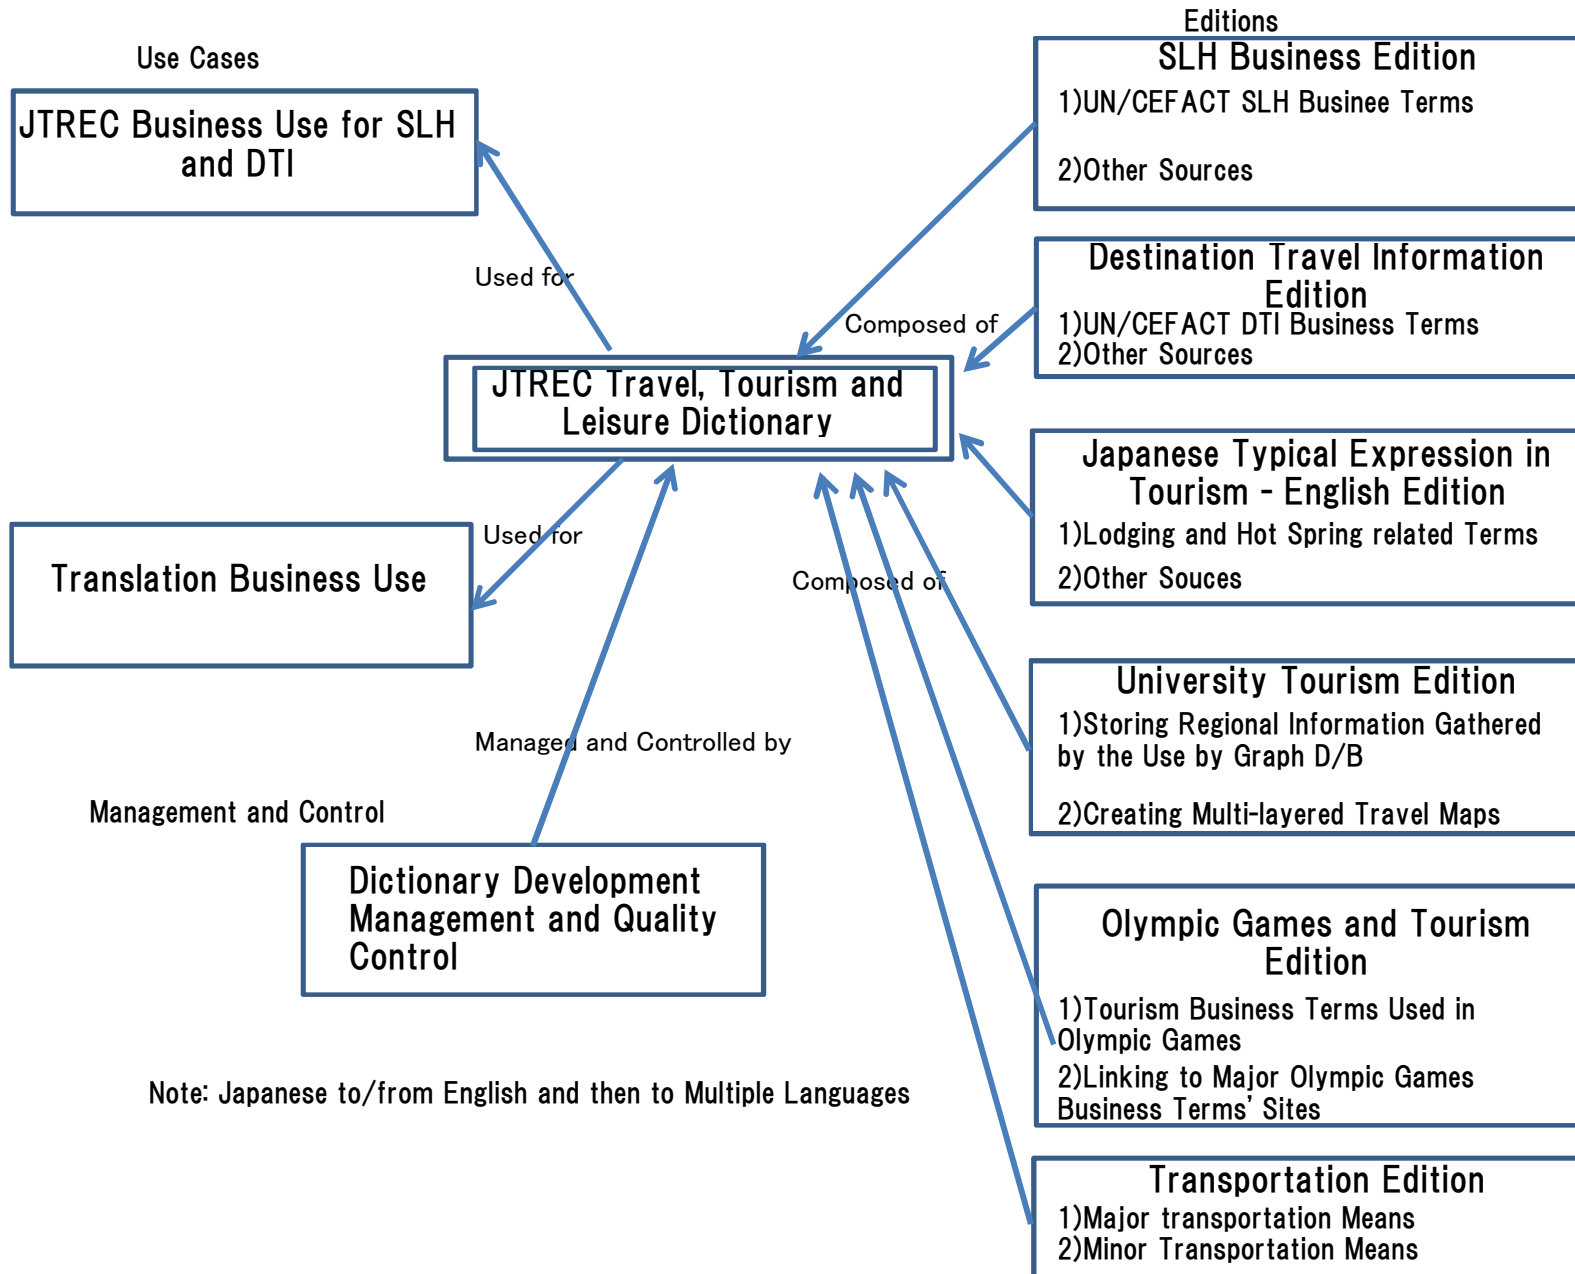 Use Cases
JTREC Business Use for SLH
and DTI
Used for
Editions
SLH Business Edition
1)UN/CEFACT SLH Businee Terms
2)Other Sources
Destination Travel Information
Edition
1)UN/CEFACT DTI Business Terms
2)Other Sources
Composed of
JTREC Travel, Tourism and
Leisure Dictionary
Japanese Typical Expression in
Tourism - English Edition
1)Lodging and Hot Spring related Terms
2)Other Souces
Used for
Translation Business Use
Composed of
University Tourism Edition
1)Storing Regional Information Gathered
by the Use by Graph D/B
2)Creating Multi-layered Travel Maps
Managed and Controlled by
Management and Control
Dictionary Development
Management and Quality
Control
Olympic Games and Tourism
Edition
1)Tourism Business Terms Used in
Olympic Games
2)Linking to Major Olympic Games
Business Terms' Sites
Note: Japanese to/from English and then to Multiple Languages
Transportation Edition
1)Major transportation Means
2)Minor Transportation Means